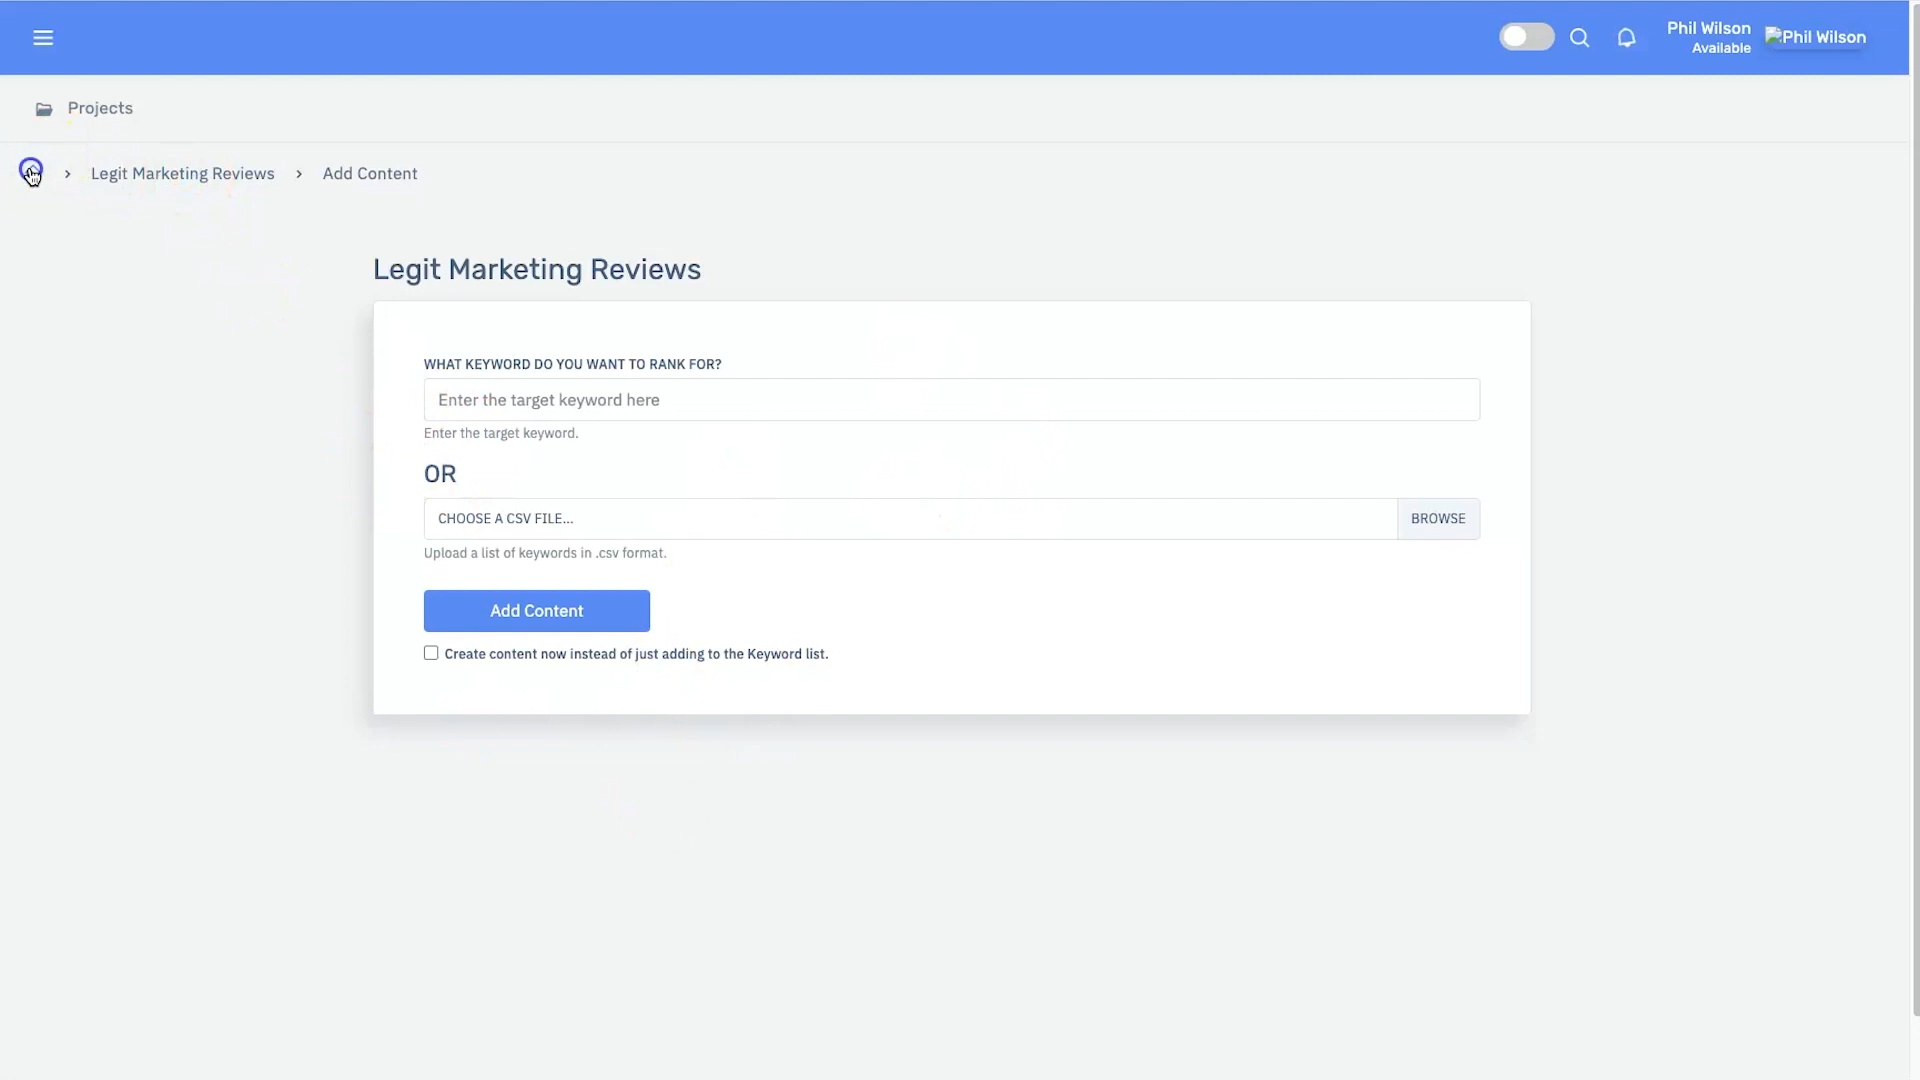 Phil Wilson
Available
Phil Wilson
Projects
Legit Marketing Reviews > Add Content
Legit Marketing Reviews
WHAT KEYWORD DO YOU WANT TO RANK FOR?
Enter the target keyword here
Enter the target keyword.
OR
CHOOSE A CSV FILE... BROWSE
Upload a list of keywords in .csv format.
Add Content
Create content now instead of just adding to the Keyword list.